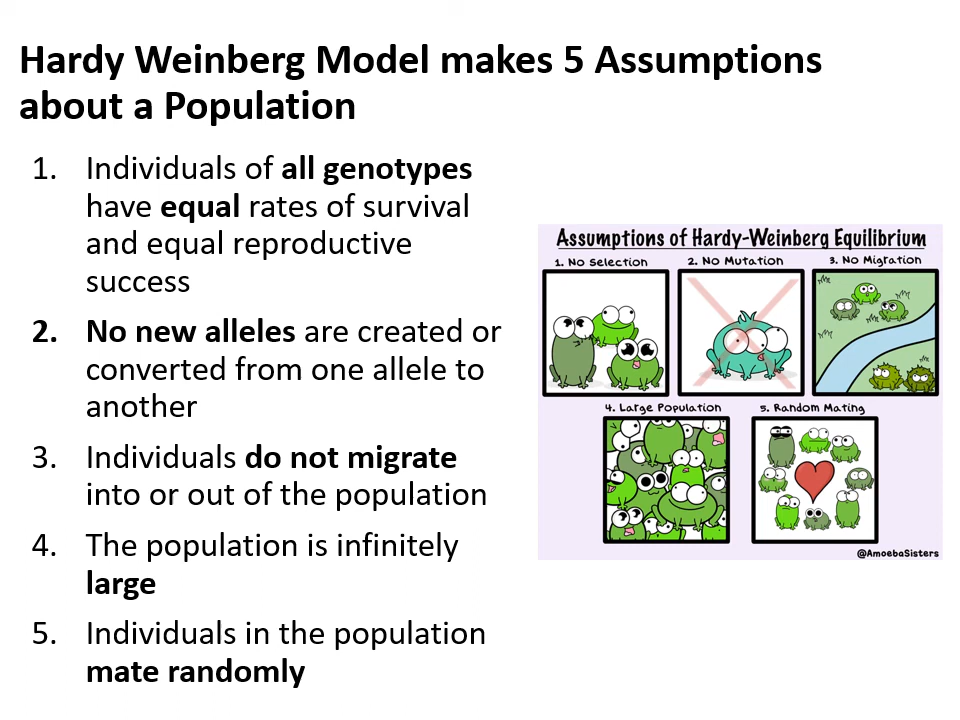 Hardy Weinberg Model makes 5 Assumptions
about a Population
1. Individuals of all genotypes
have equal rates of survival
and equal reproductive
success
2. No new alleles are created or
converted from one allele to
another
3. Individuals do not migrate
into or out of the population
4. The population is infinitely
large
5. Individuals in the population
mate randomly
Assumptions of Hardy-Weinberg Equilibrium
1. No Selection
2. No Mutation
3. No Migration
4. Large Population
5. Random Mating
@AmoebaSisters